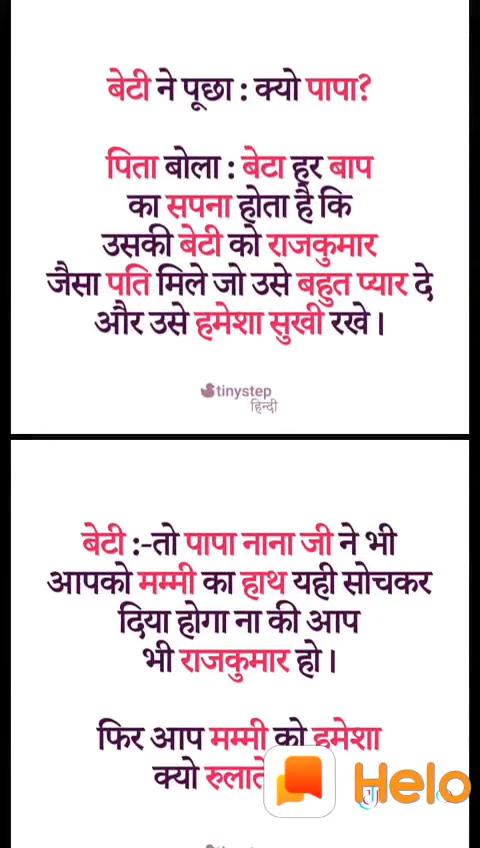 बेटी ने पूछा : क्यो पापा?
पिता बोला : बेटा हर बाप
का सपना होता है कि
उसकी बेटी को राजकुमार
जैसा पति मिले जो उसे बहुत प्यार दे
और उसे हमेशा सुखी रखे।
tinystep
हिन्दी
बेटी :-तो पापा नाना जी ने भी
आपको मम्मी का हाथ यही सोचकर
दिया होगा ना की आप
भी राजकुमार हो।
फिर आप मम्मी को हमेशा
क्यो रुलाते
Helo